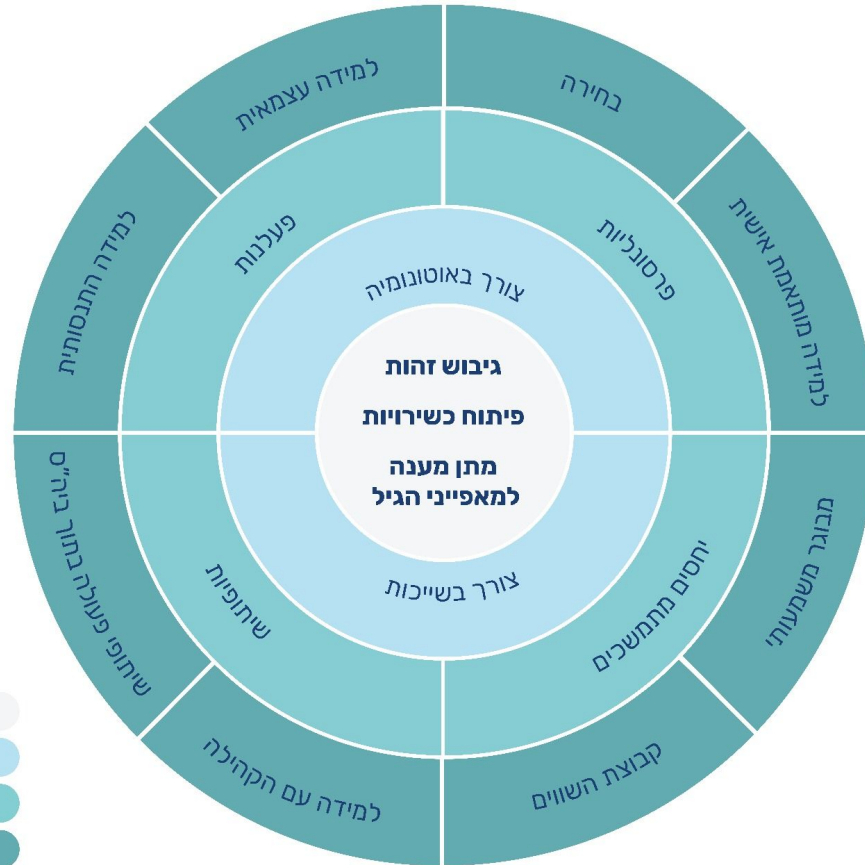 גיבוש זהות
פיתוח כשירויות
מתן מענה
למאפייני הגיל
צורך באוטונומיה
צורך בשייכות
פרסונליות
יחסים מתמשכים
שיתופיות
פעלנות
בחירה
למידה מותאמת אישית
מבוגר משמעותי
קבוצת השווים
למידה עם הקהילה
שיתופי פעולה בתוך ביה״ס
למידה התנסותית
למידה עצמאית